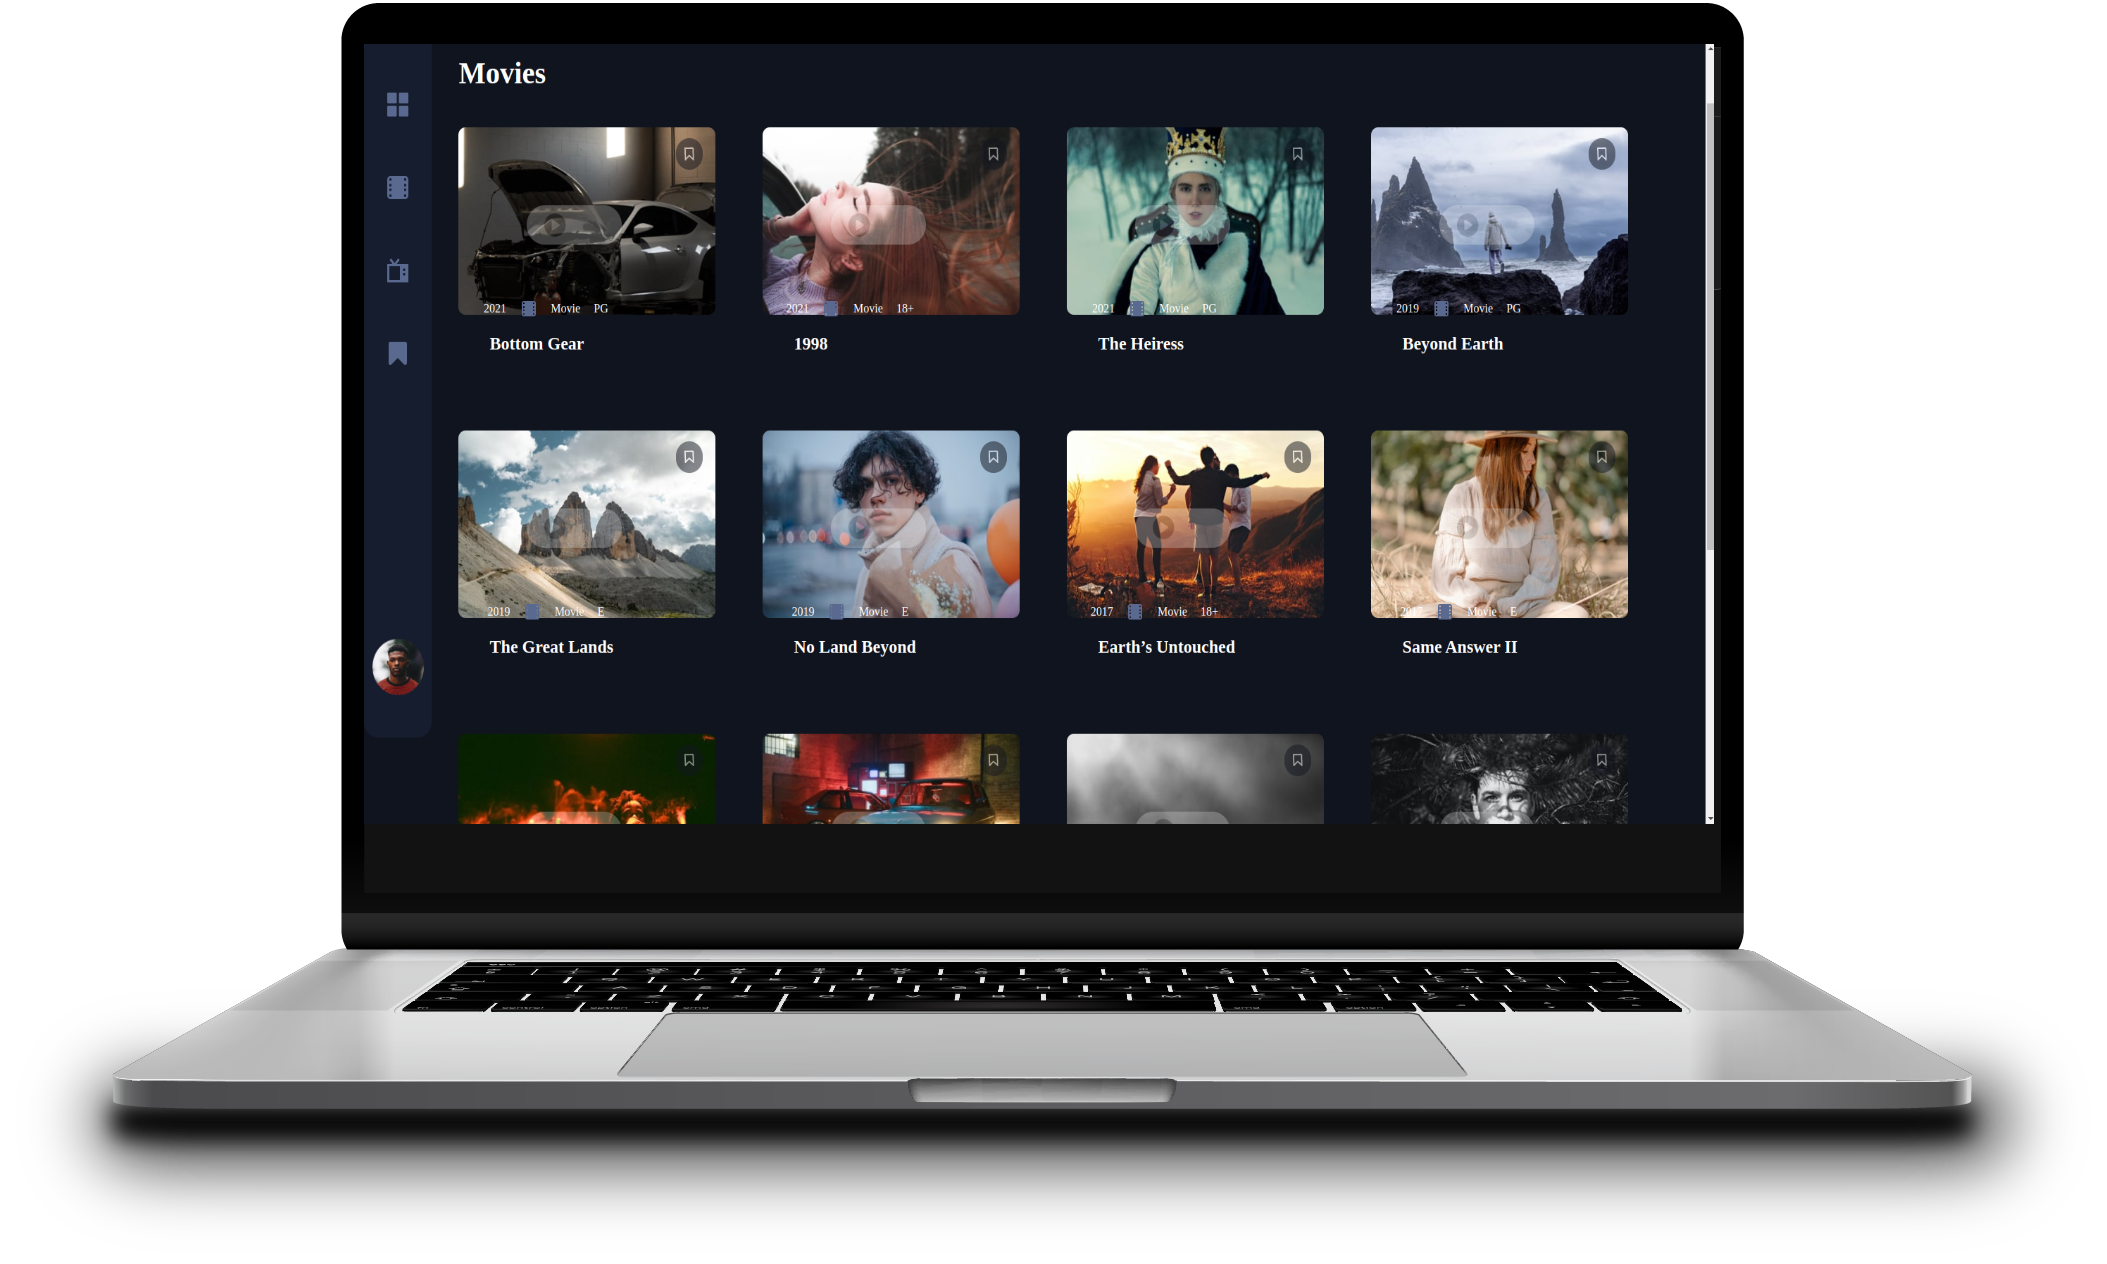 Movies
2021 Movie PG
2021 Movie 18+
2021 Movie PG
2019 Movie PG
Bottom Gear
1998
The Heiress
Beyond Earth
2019 Movie E
2019 Movie E
2017 Movie 18+
2017 Movie E
The Great Lands
No Land Beyond
Earth’s Untouched
Same Answer II